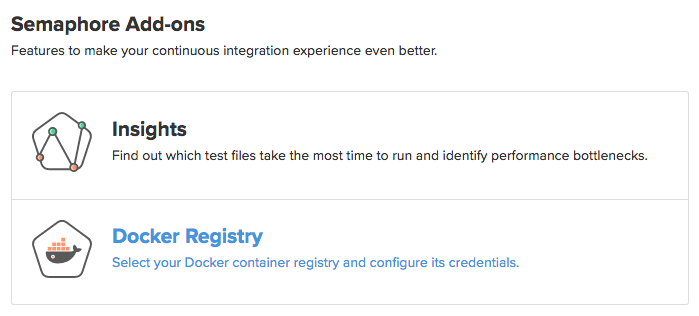 Semaphore Add-ons
Features to make your continuous integration experience even better.
Insights
Find out which test files take the most time to run and identify performance bottlenecks.
Docker Registry
Select your Docker container registry and configure its credentials.